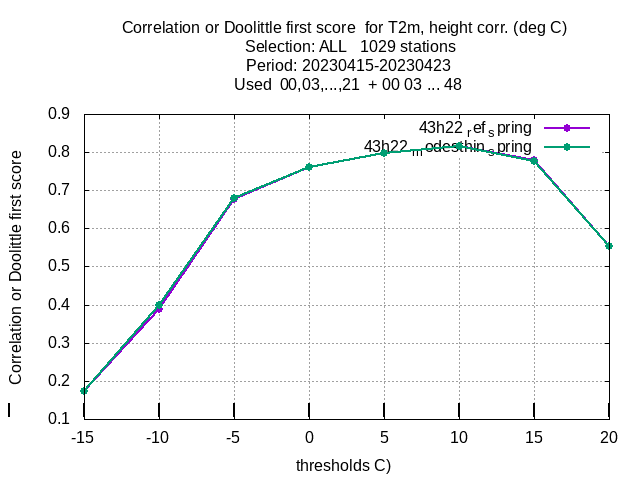 Correlation or Doolittle first score  for T2m, height corr. (deg C)
Selection: ALL   1029 stations
Period: 20230415-20230423
Used  00,03,...,21  + 00 03 ... 48
43h22_ref_spring
43h22_modesthin_spring
Correlation or Doolittle first score
0.9
0.8
0.7
0.6
0.5
0.4
0.3
0.2
0.1
-15 -10 -5 0 5 10 15 20
thresholds C)